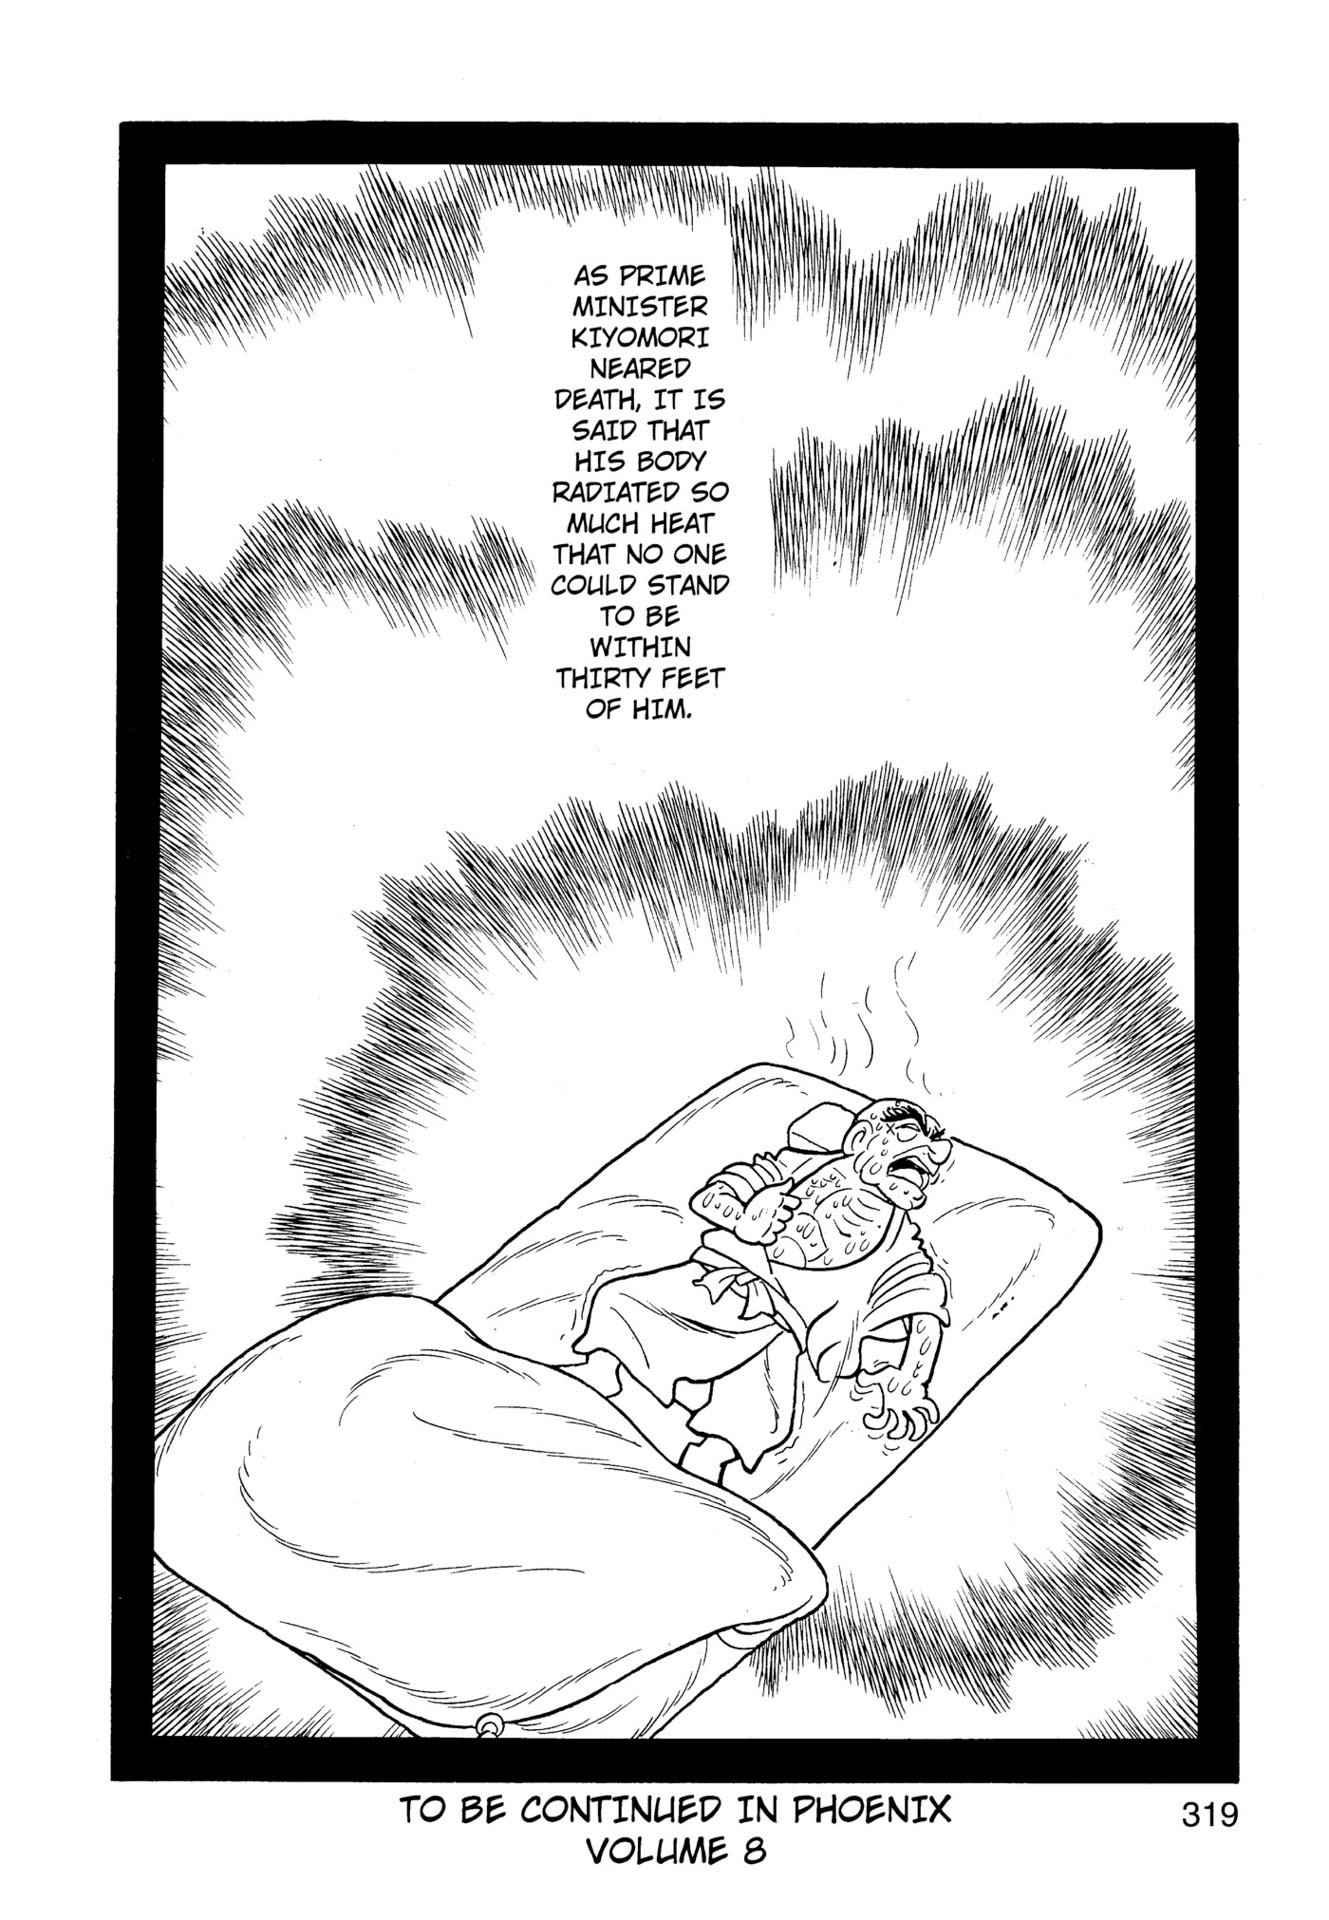 AS PRIME
MINISTER
KIYOMORI
NEARED
DEATH, IT IS
SAID THAT
HIS BODY
RADIATED SO
MUCH HEAT
THAT NO ONE
COULD STAND
TO BE
WITHIN
THIRTY FEET
OF HIM.
TO BE CONTINUED IN PHOENIX
VOLUME 8
319